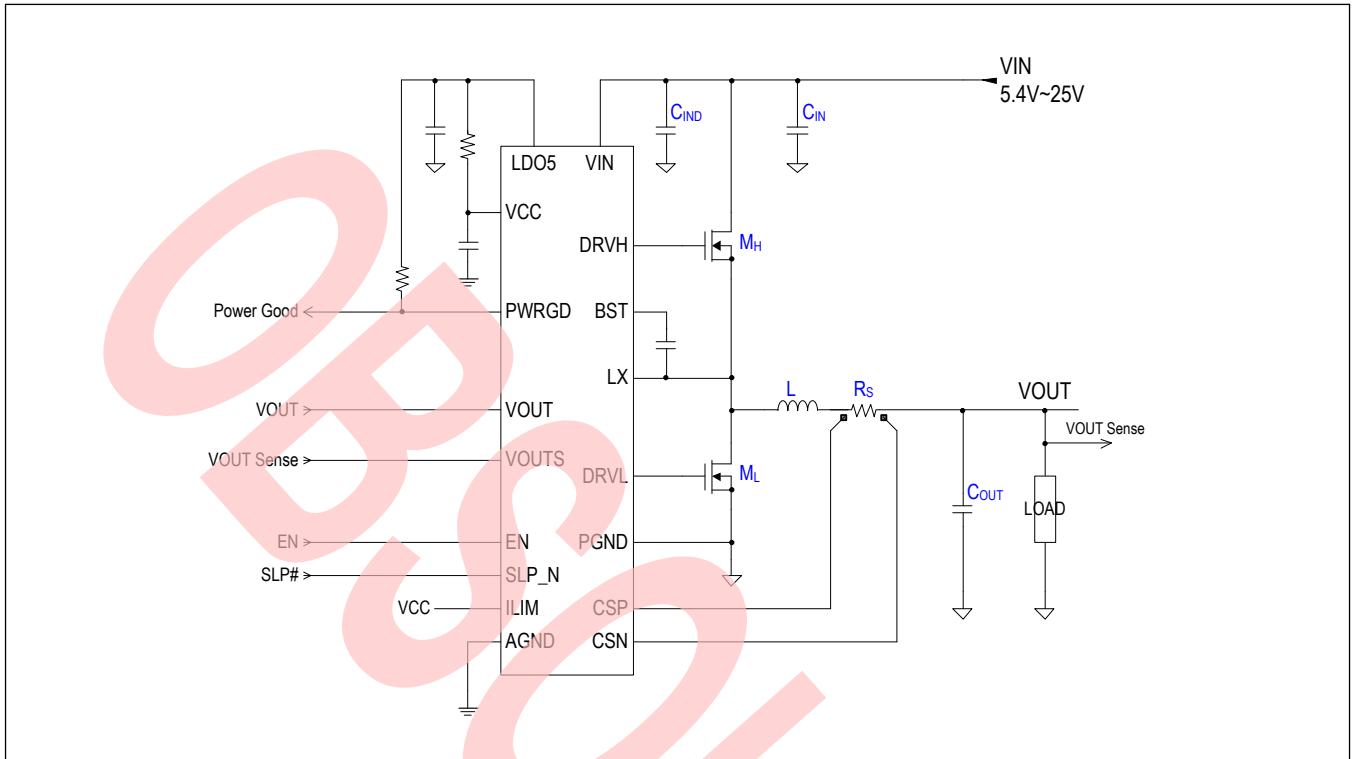 VIN
5.4V~25V
CIND
CIN
LDO5 VIN
VCC
DRVH
MH
Power Good
PWRGD
BST
LX
L
RS
VOUT
VOUT
VOUT
VOUT Sense
VOUT Sense
VOUTS
DRVL
ML
COUT
LOAD
EN
EN
PGND
SLP#
SLP_N
VCC
ILIM
CSP
AGND
CSN
OBSOL